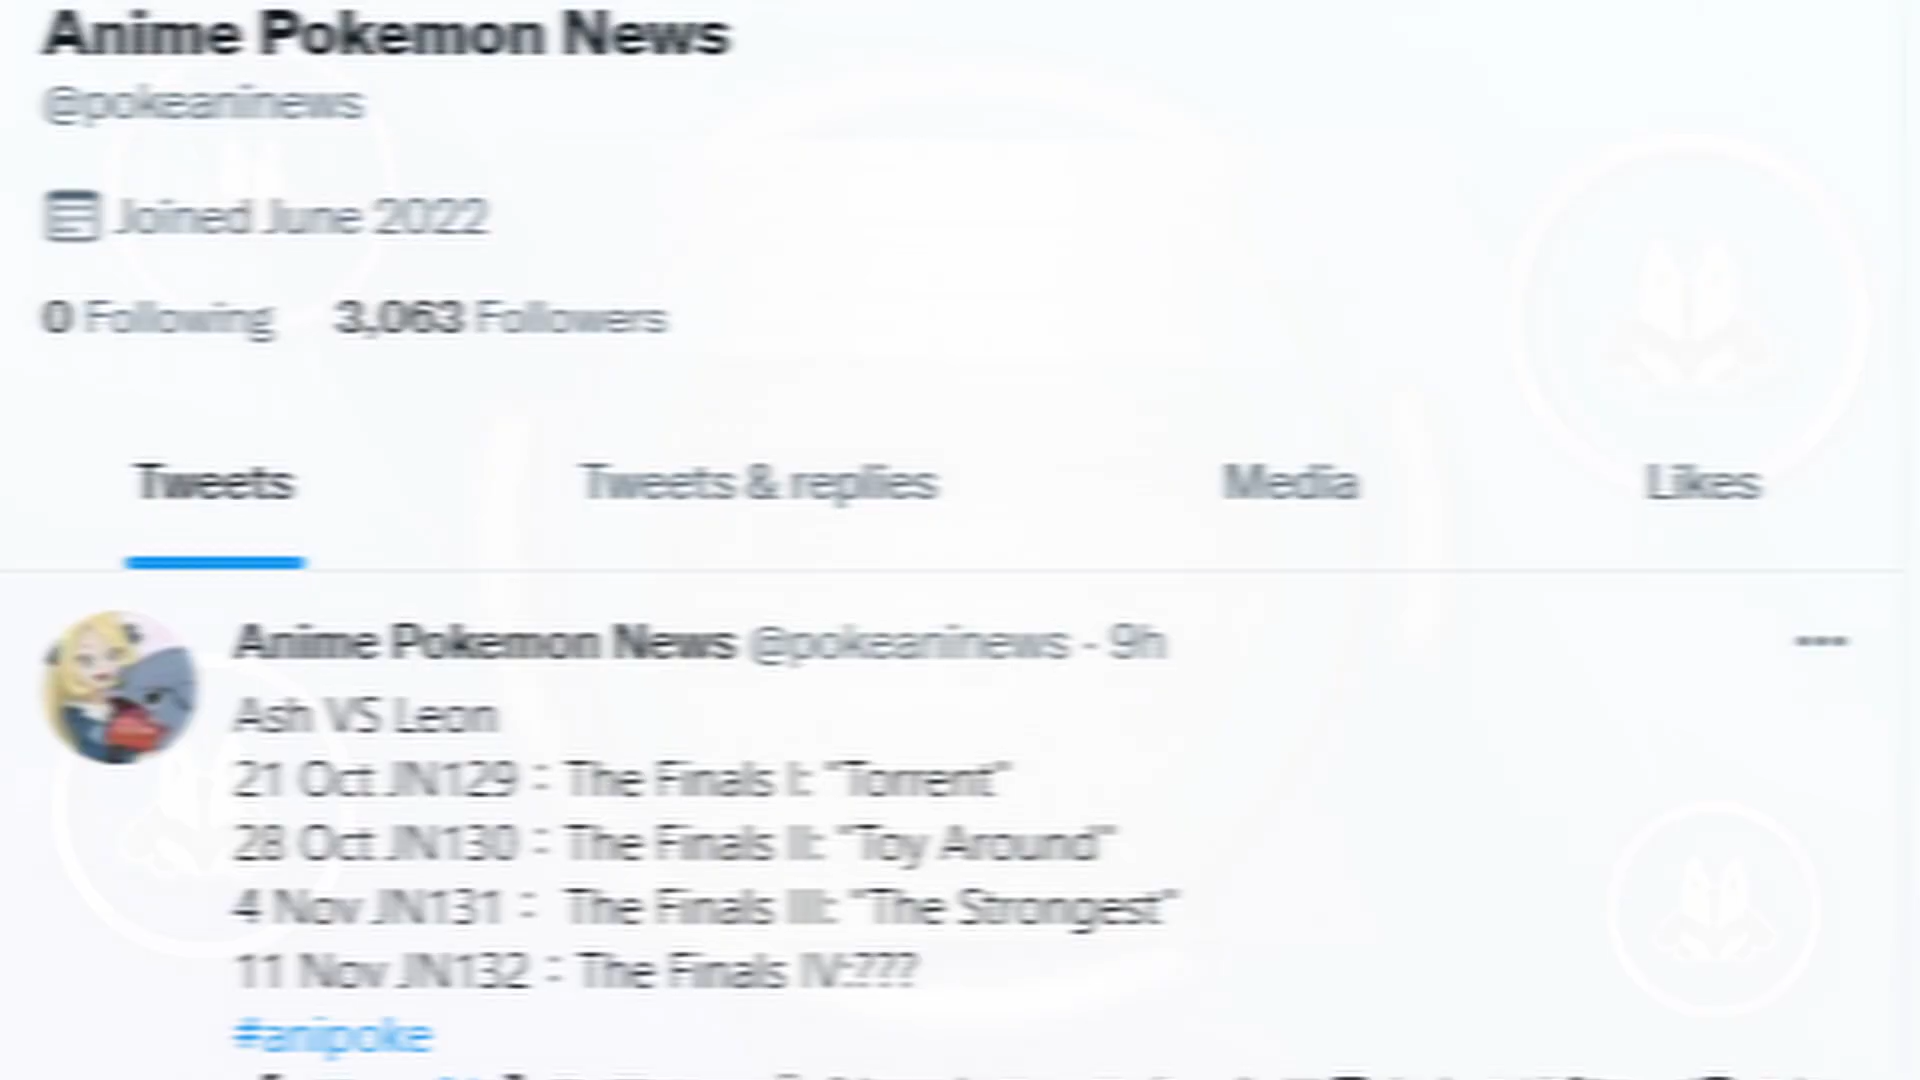 Anime Pokemon News
@pokeaninews
Joined June 2022
0 Following 3,063 Followers
Tweets Tweets & replies Media Likes
Anime Pokemon News @pokeaninews · 9h
Ash VS Leon
21 Oct JN129 : The Finals I: "Torrent"
28 Oct JN130 : The Finals II: "Toy Around"
4 Nov JN131 : The Finals III: "The Strongest"
11 Nov JN132 : The Finals IV:???
#anipoke